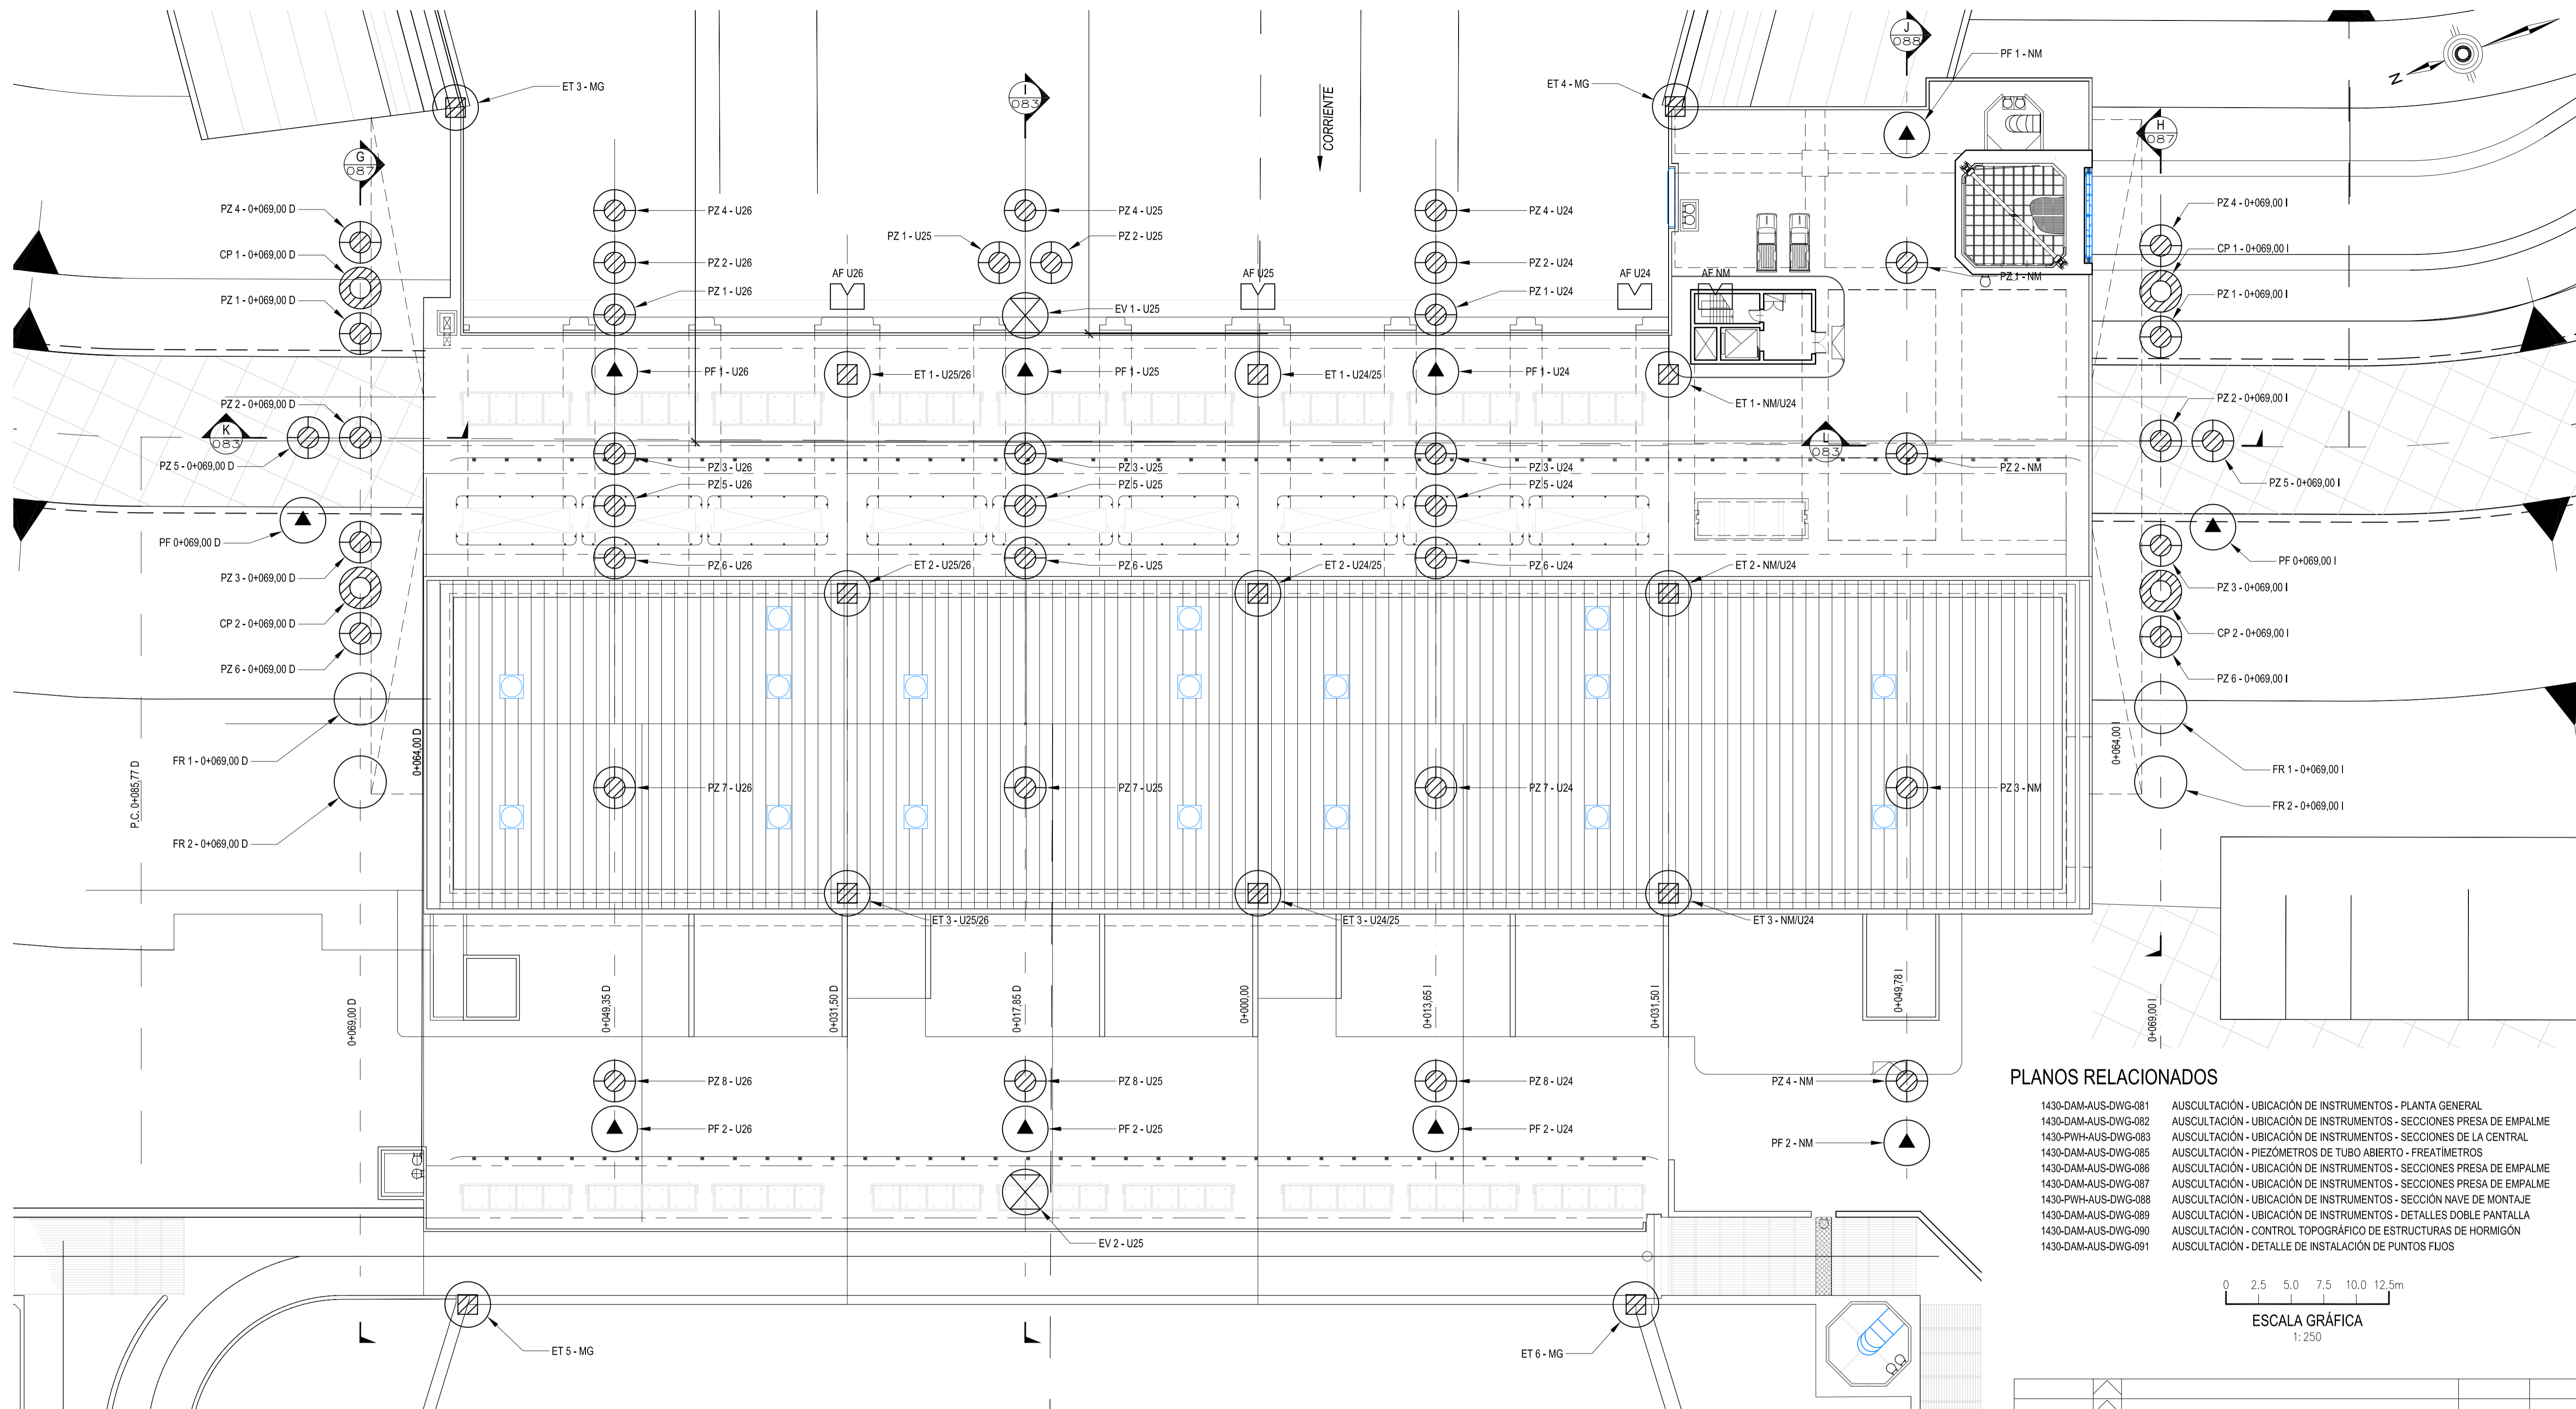 J
088
PF 1 - NM
N
ET 3 - MG
I
083
ET 4 - MG
CORRIENTE
G
087
H
087
PZ 4 - 0+069,00 D
PZ 4 - U26
PZ 4 - U25
PZ 4 - U24
PZ 4 - 0+069,00 I
PZ 1 - U25
PZ 2 - U25
CP 1 - 0+069,00 D
PZ 2 - U26
PZ 2 - U24
CP 1 - 0+069,00 I
AF U26
AF U25
AF U24
AF NM
PZ 1 - NM
PZ 1 - 0+069,00 D
PZ 1 - U26
PZ 1 - U24
PZ 1 - 0+069,00 I
EV 1 - U25
PF 1 - U26
ET 1 - U25/26
PF 1 - U25
ET 1 - U24/25
PF 1 - U24
ET 1 - NM/U24
PZ 2 - 0+069,00 D
PZ 2 - 0+069,00 I
K
083
L
083
PZ 5 - 0+069,00 D
PZ 3 - U26
PZ 3 - U25
PZ 3 - U24
PZ 2 - NM
PZ 5 - U26
PZ 5 - U25
PZ 5 - U24
PZ 5 - 0+069,00 I
PF 0+069,00 D
PF 0+069,00 I
PZ 6 - U26
ET 2 - U25/26
PZ 6 - U25
ET 2 - U24/25
PZ 6 - U24
ET 2 - NM/U24
PZ 3 - 0+069,00 D
PZ 3 - 0+069,00 I
CP 2 - 0+069,00 D
CP 2 - 0+069,00 I
PZ 6 - 0+069,00 D
PZ 6 - 0+069,00 I
0+064,00 D
0+064,00 I
FR 1 - 0+069,00 D
FR 1 - 0+069,00 I
P.C. 0+085,77 D
PZ 7 - U26
PZ 7 - U25
PZ 7 - U24
PZ 3 - NM
FR 2 - 0+069,00 I
FR 2 - 0+069,00 D
ET 3 - U25/26
ET 3 - U24/25
ET 3 - NM/U24
0+069,00 D
0+049,35 D
0+031,50 D
0+017,85 D
0+000,00
0+013,65 I
0+031,50 I
0+049,78 I
0+069,00 I
PZ 8 - U26
PZ 8 - U25
PZ 8 - U24
PZ 4 - NM
PF 2 - U26
PF 2 - U25
PF 2 - U24
PF 2 - NM
EV 2 - U25
ET 5 - MG
ET 6 - MG
PLANOS RELACIONADOS
1430-DAM-AUS-DWG-081 AUSCULTACIÓN - UBICACIÓN DE INSTRUMENTOS - PLANTA GENERAL
1430-DAM-AUS-DWG-082 AUSCULTACIÓN - UBICACIÓN DE INSTRUMENTOS - SECCIONES PRESA DE EMPALME
1430-PWH-AUS-DWG-083 AUSCULTACIÓN - UBICACIÓN DE INSTRUMENTOS - SECCIONES DE LA CENTRAL
1430-DAM-AUS-DWG-085 AUSCULTACIÓN - PIEZÓMETROS DE TUBO ABIERTO - FREATÍMETROS
1430-DAM-AUS-DWG-086 AUSCULTACIÓN - UBICACIÓN DE INSTRUMENTOS - SECCIONES PRESA DE EMPALME
1430-DAM-AUS-DWG-087 AUSCULTACIÓN - UBICACIÓN DE INSTRUMENTOS - SECCIONES PRESA DE EMPALME
1430-PWH-AUS-DWG-088 AUSCULTACIÓN - UBICACIÓN DE INSTRUMENTOS - SECCIÓN NAVE DE MONTAJE
1430-DAM-AUS-DWG-089 AUSCULTACIÓN - UBICACIÓN DE INSTRUMENTOS - DETALLES DOBLE PANTALLA
1430-DAM-AUS-DWG-090 AUSCULTACIÓN - CONTROL TOPOGRÁFICO DE ESTRUCTURAS DE HORMIGÓN
1430-DAM-AUS-DWG-091 AUSCULTACIÓN - DETALLE DE INSTALACIÓN DE PUNTOS FIJOS
0 2.5 5.0 7.5 10.0 12.5m
ESCALA GRÁFICA
1: 250